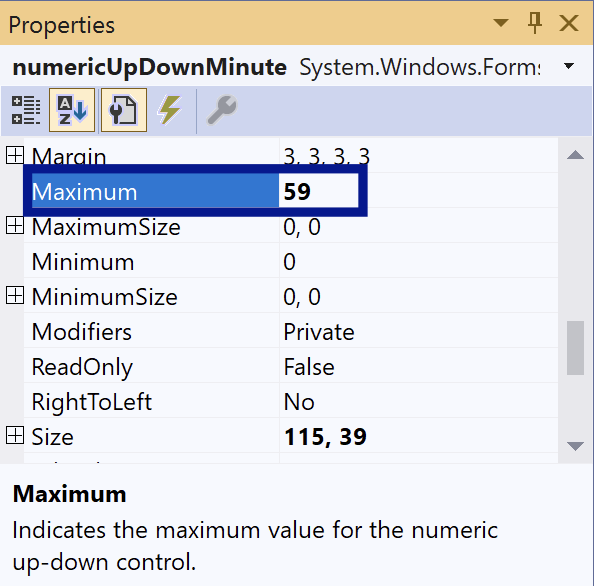 Properties
numericUpDownMinute System.Windows.Forms
A Z
Margin 3, 3, 3, 3
Maximum 59
MaximumSize 0, 0
Minimum 0
MinimumSize 0, 0
Modifiers Private
ReadOnly False
RightToLeft No
Size 115, 39
Maximum
Indicates the maximum value for the numeric
up-down control.